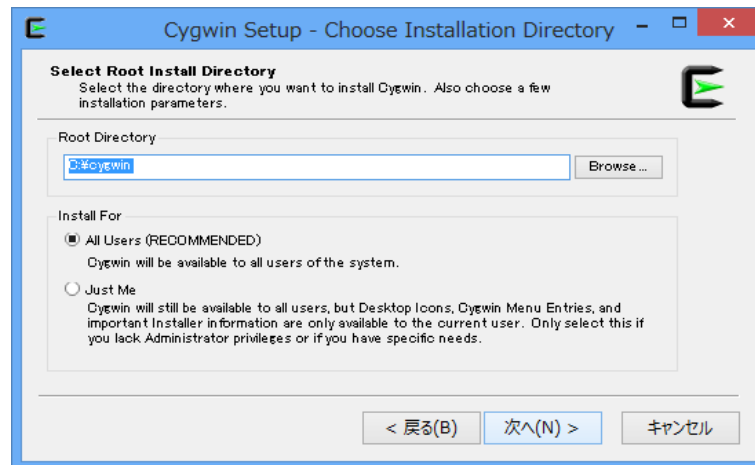 Cygwin Setup - Choose Installation Directory
Select Root Install Directory
Select the directory where you want to install Cygwin. Also choose a few
installation parameters.
Root Directory
C:¥cygwin
Browse...
Install For
All Users (RECOMMENDED)
Cygwin will be available to all users of the system.
Just Me
Cygwin will still be available to all users, but Desktop Icons, Cygwin Menu Entries, and
important Installer information are only available to the current user. Only select this if
you lack Administrator privileges or if you have specific needs.
< 戻る(B)
次へ(N) >
キャンセル